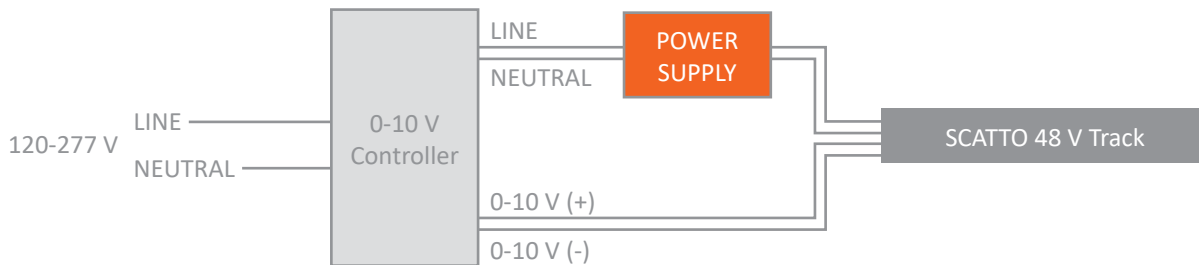 120-277 V
LINE
NEUTRAL
0-10 V
Controller
LINE
NEUTRAL
POWER
SUPPLY
0-10 V (+)
0-10 V (-)
SCATTO 48 V Track